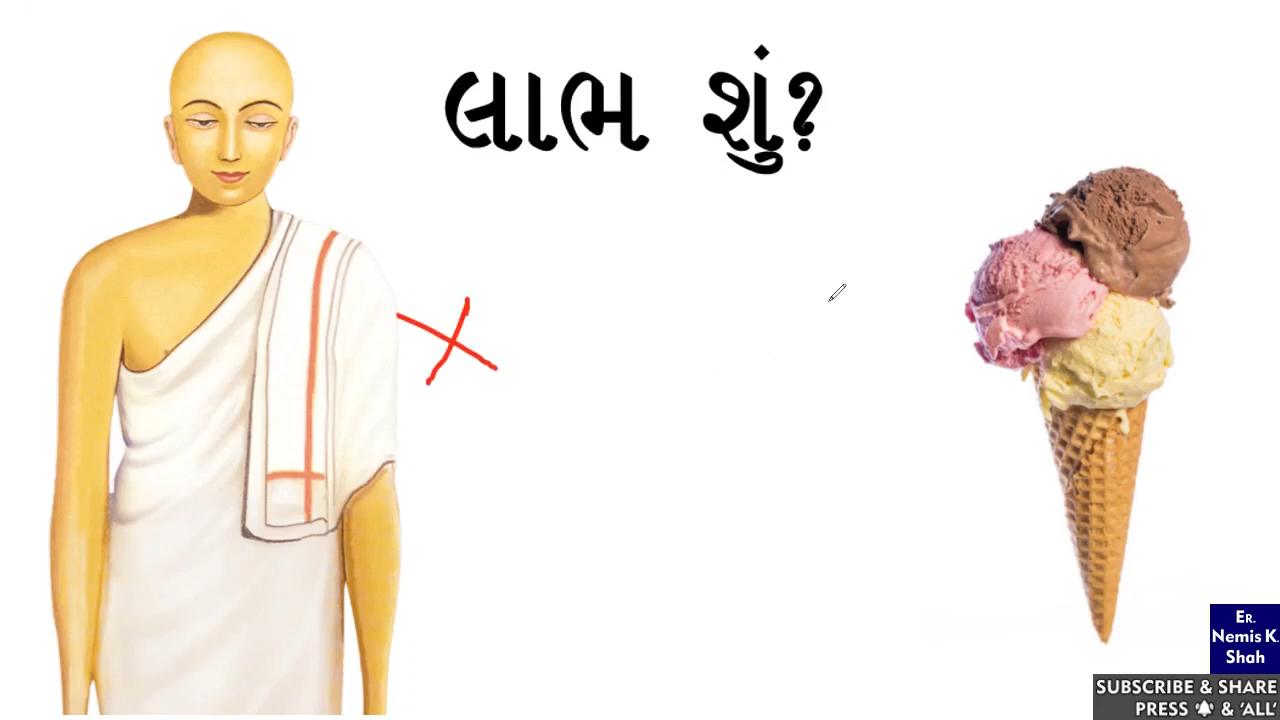 લાભ શું?
ER.
Nemis K.
Shah
SUBSCRIBE & SHARE
PRESS 🔔 & ‘ALL’